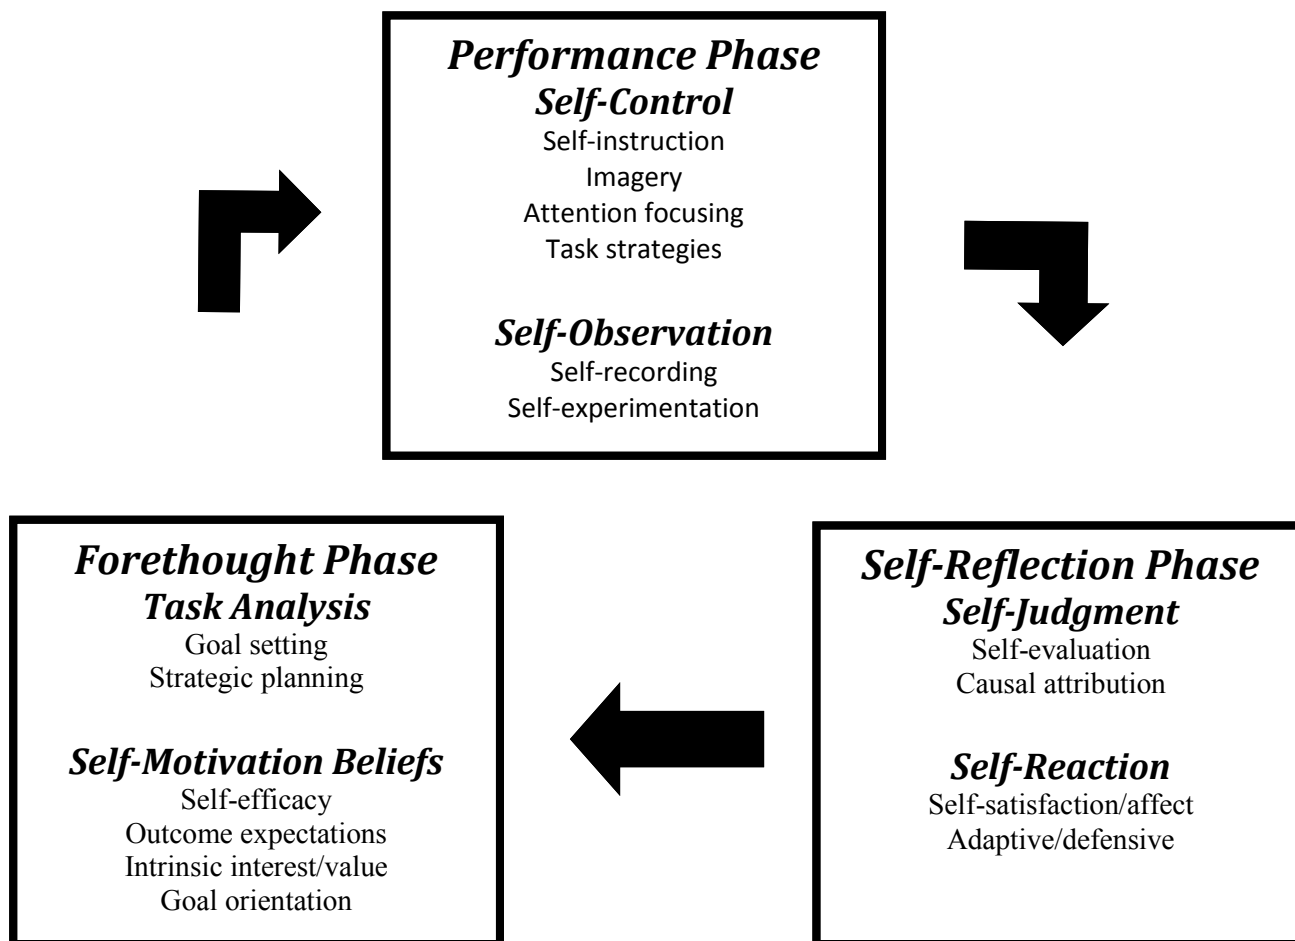 Performance Phase
Self-Control
Self-instruction
Imagery
Attention focusing
Task strategies
Self-Observation
Self-recording
Self-experimentation
Forethought Phase
Task Analysis
Goal setting
Strategic planning
Self-Motivation Beliefs
Self-efficacy
Outcome expectations
Intrinsic interest/value
Goal orientation
Self-Reflection Phase
Self-Judgment
Self-evaluation
Causal attribution
Self-Reaction
Self-satisfaction/affect
Adaptive/defensive